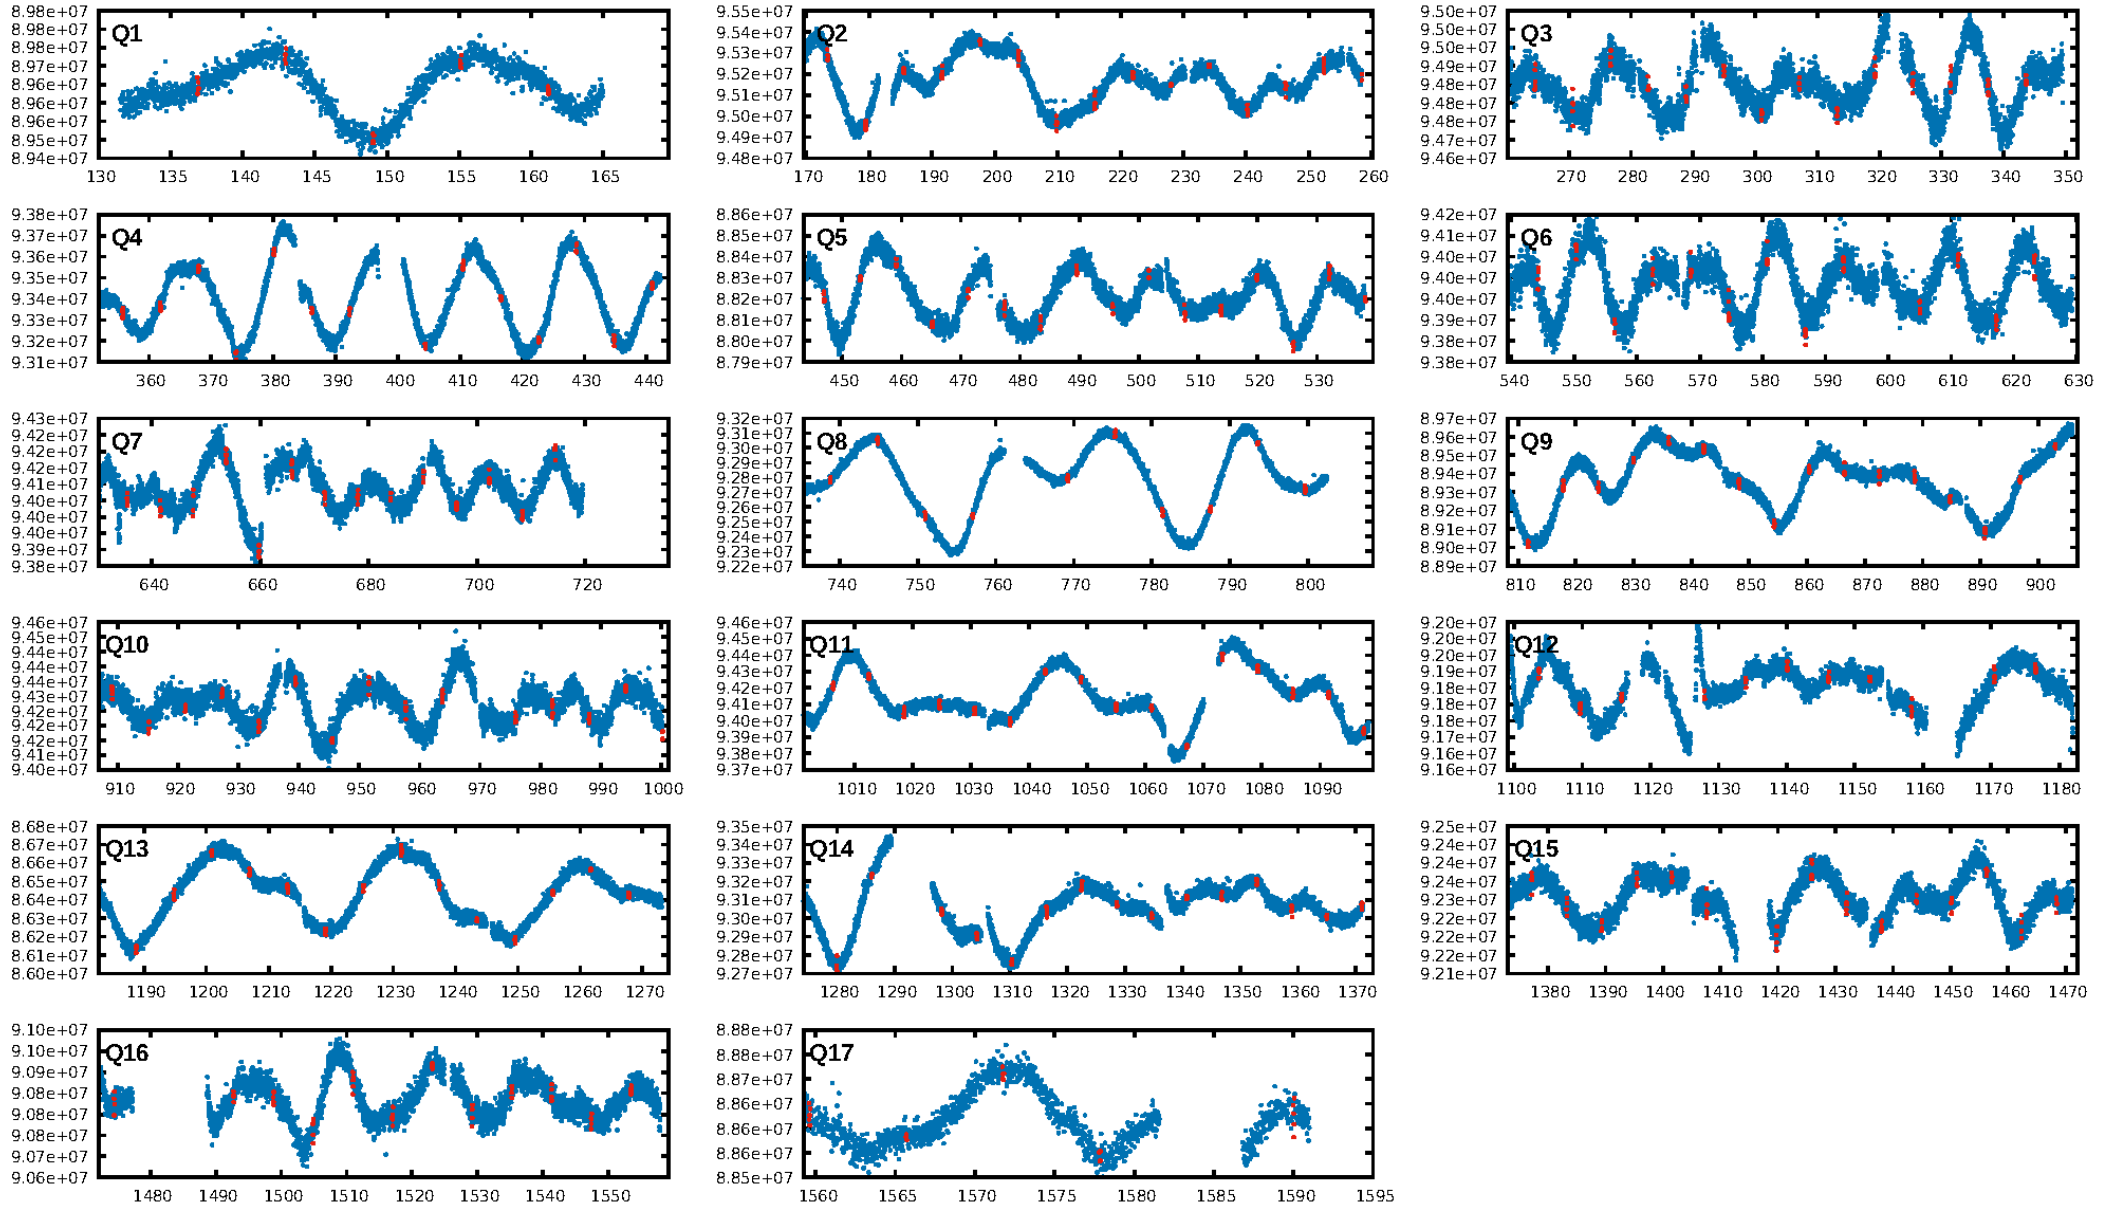 Q1
8.98e+07
8.98e+07
8.98e+07
8.97e+07
8.96e+07
8.96e+07
8.95e+07
8.95e+07
8.94e+07
130 135 140 145 150 155 160 165
Q2
9.55e+07
9.53e+07
9.52e+07
9.51e+07
9.50e+07
9.49e+07
9.48e+07
170 180 190 200 210 220 230 240 250 260
Q3
9.50e+07
9.50e+07
9.49e+07
9.49e+07
9.48e+07
9.48e+07
9.48e+07
9.47e+07
9.46e+07
270 280 290 300 310 320 330 340 350
Q4
9.38e+07
9.37e+07
9.36e+07
9.35e+07
9.34e+07
9.33e+07
9.32e+07
9.31e+07
360 370 380 390 400 410 420 430 440
Q5
8.86e+07
8.85e+07
8.84e+07
8.83e+07
8.82e+07
8.81e+07
8.80e+07
8.79e+07
450 460 470 480 490 500 510 520 530
Q6
9.42e+07
9.41e+07
9.41e+07
9.40e+07
9.40e+07
9.39e+07
9.38e+07
9.38e+07
540 550 560 570 580 590 600 610 620 630
Q7
9.43e+07
9.42e+07
9.42e+07
9.41e+07
9.41e+07
9.40e+07
9.40e+07
9.40e+07
9.39e+07
9.38e+07
640 660 680 700 720
Q8
9.32e+07
9.31e+07
9.30e+07
9.29e+07
9.28e+07
9.27e+07
9.26e+07
9.25e+07
9.24e+07
9.23e+07
9.22e+07
740 750 760 770 780 790 800
Q9
8.97e+07
8.96e+07
8.95e+07
8.94e+07
8.93e+07
8.92e+07
8.91e+07
8.90e+07
8.89e+07
810 820 830 840 850 860 870 880 890 900
Q10
9.46e+07
9.45e+07
9.44e+07
9.44e+07
9.44e+07
9.43e+07
9.42e+07
9.42e+07
9.41e+07
9.40e+07
910 920 930 940 950 960 970 980 990 1000
Q11
9.46e+07
9.45e+07
9.44e+07
9.42e+07
9.41e+07
9.40e+07
9.39e+07
9.38e+07
9.37e+07
1010 1020 1030 1040 1050 1060 1070 1080 1090
Q12
9.20e+07
9.20e+07
9.19e+07
9.19e+07
9.18e+07
9.18e+07
9.17e+07
9.16e+07
9.16e+07
1100 1110 1120 1130 1140 1150 1160 1170 1180
Q13
8.68e+07
8.67e+07
8.66e+07
8.65e+07
8.64e+07
8.63e+07
8.62e+07
8.61e+07
8.60e+07
1190 1200 1210 1220 1230 1240 1250 1260 1270
Q14
9.35e+07
9.33e+07
9.32e+07
9.31e+07
9.30e+07
9.29e+07
9.28e+07
9.27e+07
1280 1290 1300 1310 1320 1330 1340 1350 1360 1370
Q15
9.25e+07
9.24e+07
9.24e+07
9.23e+07
9.22e+07
9.22e+07
9.22e+07
9.21e+07
1380 1390 1400 1410 1420 1430 1440 1450 1460 1470
Q16
9.10e+07
9.10e+07
9.09e+07
9.08e+07
9.08e+07
9.08e+07
9.06e+07
1480 1490 1500 1510 1520 1530 1540 1550
Q17
8.88e+07
8.88e+07
8.87e+07
8.86e+07
8.86e+07
8.86e+07
8.85e+07
1560 1565 1570 1575 1580 1585 1590 1595